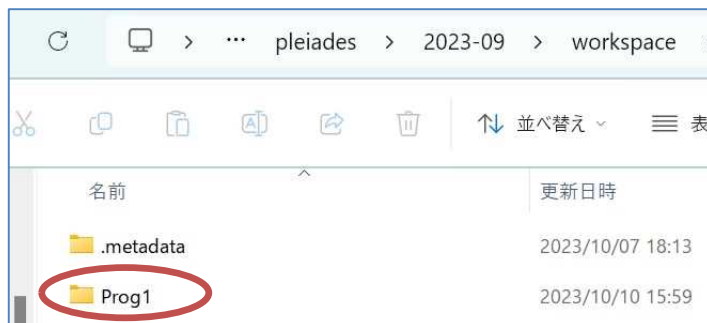 … pleiades > 2023-09 > workspace
並べ替え 表
名前 更新日時
.metadata 2023/10/07 18:13
Prog1 2023/10/10 15:59